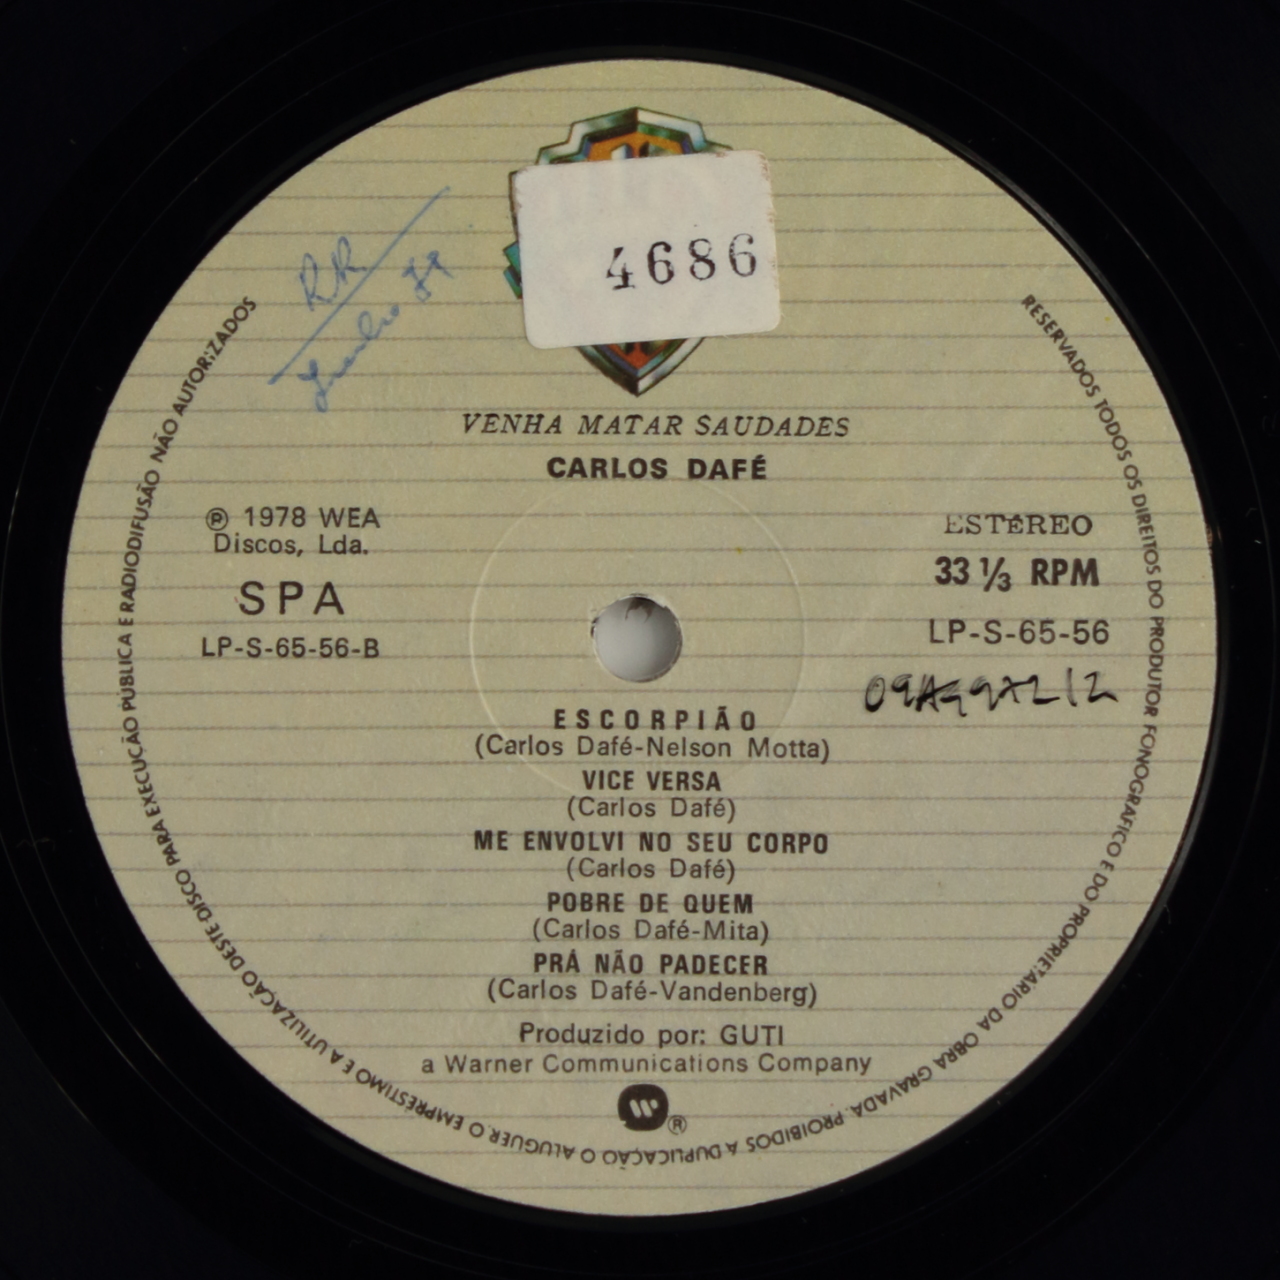 4686
VENHA MATAR SAUDADES
CARLOS DAFÉ
℗ 1978 WEA
Discos, Lda.
SPA
LP-S-65-56-B
ESTÉREO
33 1/3 RPM
LP-S-65-56
ESCORPIÃO
(Carlos Dafé-Nelson Motta)
VICE VERSA
(Carlos Dafé)
ME ENVOLVI NO SEU CORPO
(Carlos Dafé)
POBRE DE QUEM
(Carlos Dafé-Mita)
PRÁ NÃO PADECER
(Carlos Dafé-Vandenberg)
Produzido por: GUTI
a Warner Communications Company
®
RESERVADOS TODOS OS DIREITOS DO PRODUTOR FONOGRAFICO E DO PROPRIETARIO DA OBRA GRAVADA. PROIBIDOS A DUPLICAÇÃO O ALUGUER. O EMPRÉSTIMO E A UTILIZAÇÃO DESTE DISCO PARA EXECUÇÃO PÚBLICA E RADIODIFUSÃO NÃO AUTORIZADOS